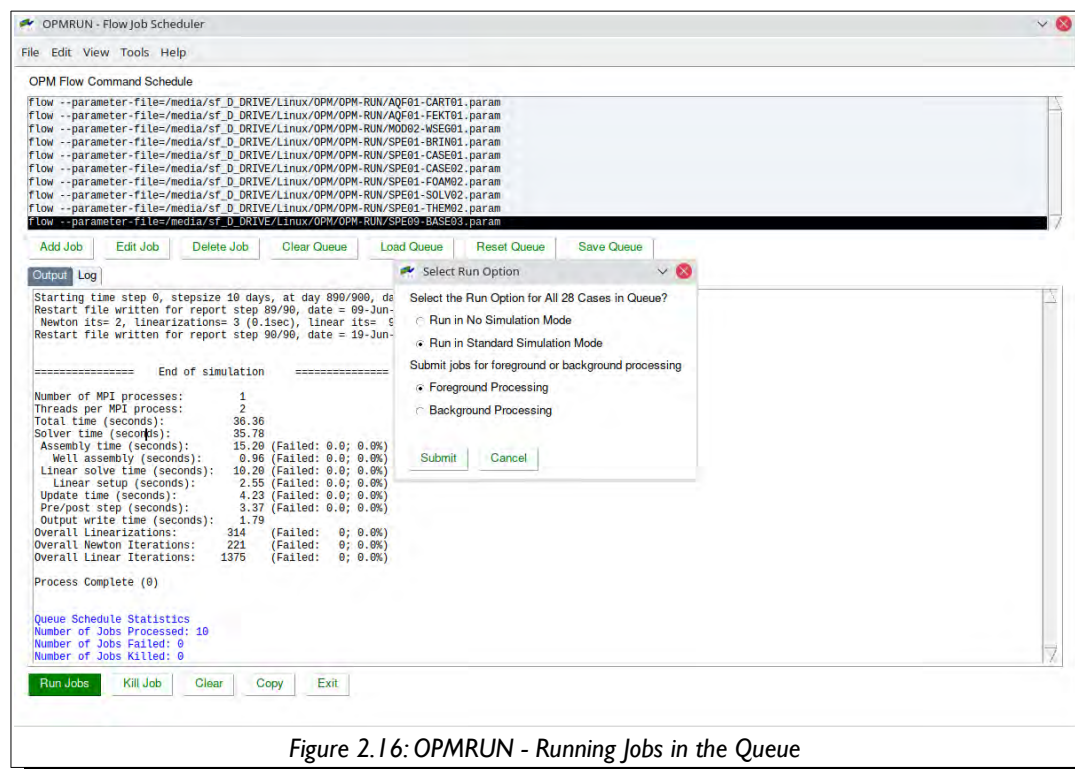 OPMRUN - Flow Job Scheduler
File Edit View Tools Help
OPM Flow Command Schedule
flow --parameter-file=/media/sf_D_DRIVE/Linux/OPM/OPM-RUN/AQF01-CART01.param
flow --parameter-file=/media/sf_D_DRIVE/Linux/OPM/OPM-RUN/AQF01-FEKT01.param
flow --parameter-file=/media/sf_D_DRIVE/Linux/OPM/OPM-RUN/MOD02-WSEG01.param
flow --parameter-file=/media/sf_D_DRIVE/Linux/OPM/OPM-RUN/SPE01-BRIN01.param
flow --parameter-file=/media/sf_D_DRIVE/Linux/OPM/OPM-RUN/SPE01-CASE01.param
flow --parameter-file=/media/sf_D_DRIVE/Linux/OPM/OPM-RUN/SPE01-CASE02.param
flow --parameter-file=/media/sf_D_DRIVE/Linux/OPM/OPM-RUN/SPE01-FOAM02.param
flow --parameter-file=/media/sf_D_DRIVE/Linux/OPM/OPM-RUN/SPE01-SOLV02.param
flow --parameter-file=/media/sf_D_DRIVE/Linux/OPM/OPM-RUN/SPE01-THEM02.param
flow --parameter-file=/media/sf_D_DRIVE/Linux/OPM/OPM-RUN/SPE09-BASE03.param
Add Job Edit Job Delete Job Clear Queue Load Queue Reset Queue Save Queue
Output Log
Starting time step 0, stepsize 10 days, at day 890/900, da
Restart file written for report step 89/90, date = 09-Jun-
Newton its= 2, linearizations= 3 (0.1sec), linear its= 9
Restart file written for report step 90/90, date = 19-Jun-
================ End of simulation ===============
Number of MPI processes: 1
Threads per MPI process: 2
Total time (seconds): 36.36
Solver time (seconds): 35.78
Assembly time (seconds): 15.20 (Failed: 0.0; 0.0%)
Well assembly (seconds): 0.96 (Failed: 0.0; 0.0%)
Linear solve time (seconds): 10.20 (Failed: 0.0; 0.0%)
Linear setup (seconds): 2.55 (Failed: 0.0; 0.0%)
Update time (seconds): 4.23 (Failed: 0.0; 0.0%)
Pre/post step (seconds): 3.37 (Failed: 0.0; 0.0%)
Output write time (seconds): 1.79
Overall Linearizations: 314 (Failed: 0; 0.0%)
Overall Newton Iterations: 221 (Failed: 0; 0.0%)
Overall Linear Iterations: 1375 (Failed: 0; 0.0%)
Process Complete (0)
Queue Schedule Statistics
Number of Jobs Processed: 10
Number of Jobs Failed: 0
Number of Jobs Killed: 0
Select Run Option
Select the Run Option for All 28 Cases in Queue?
Run in No Simulation Mode
Run in Standard Simulation Mode
Submit jobs for foreground or background processing
Foreground Processing
Background Processing
Submit Cancel
Run Jobs Kill Job Clear Copy Exit
Figure 2.16: OPMRUN - Running Jobs in the Queue